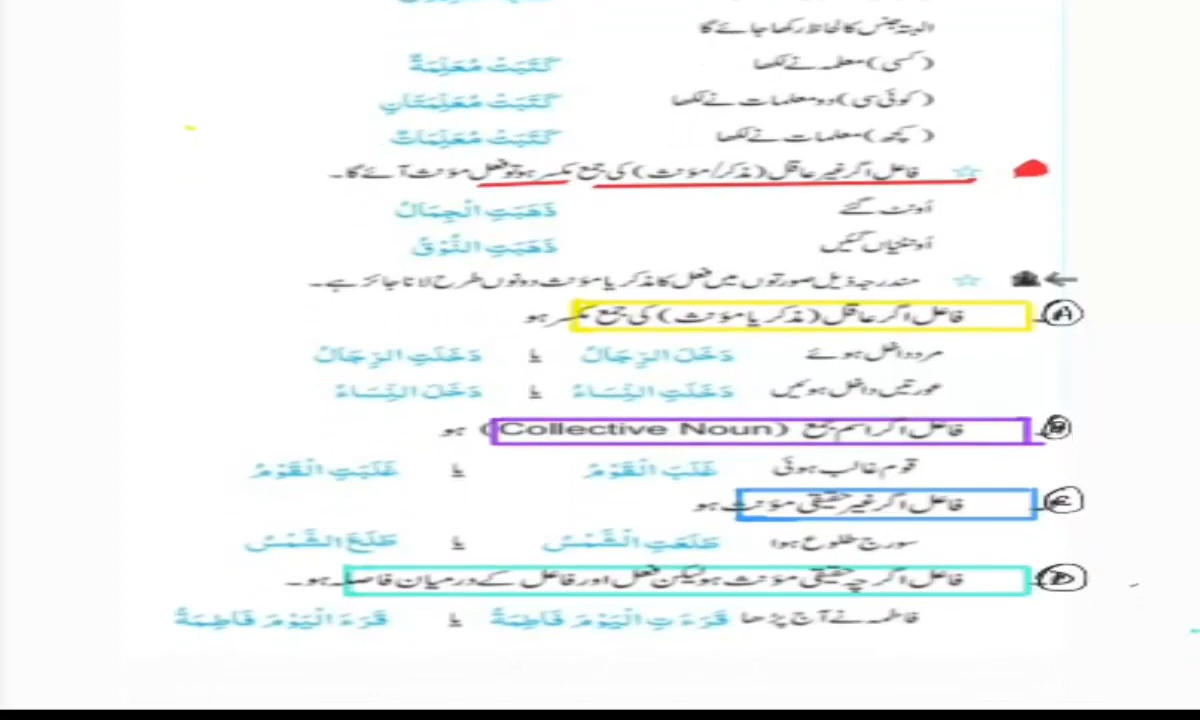 البتہ جنس کا لحاظ رکھا جائے گا
(کسی) معلمہ نے لکھا كَتَبَتْ مُعَلِّمَةٌ
(کوئی سی) دو معلمات نے لکھا كَتَبَتْ مُعَلِّمَتَانِ
(کچھ) معلمات نے لکھا كَتَبَتْ مُعَلِّمَاتٌ
☆ فاعل اگر غیر عاقل (مذکر/مؤنث) کی جمع مکسر ہو تو فعل مؤنث آئے گا۔
اُونٹ گئے ذَهَبَتِ الْجِمَالُ
اُونٹنیاں گئیں ذَهَبَتِ النُّوْقُ
☆ مندرجہ ذیل صورتوں میں فعل کا مذکر یا مؤنث دونوں طرح لانا جائز ہے۔
A فاعل اگر عاقل (مذکر یا مؤنث) کی جمع مکسر ہو
مرد داخل ہوئے دَخَلَ الرِّجَالُ یا دَخَلَتِ الرِّجَالُ
عورتیں داخل ہوئیں دَخَلَتِ النِّسَاءُ یا دَخَلَ النِّسَاءُ
B فاعل اگر اسم جمع (Collective Noun) ہو
قوم غالب ہوئی غَلَبَ الْقَوْمُ یا غَلَبَتِ الْقَوْمُ
C فاعل اگر غیر حقیقی مؤنث ہو
سورج طلوع ہوا طَلَعَتِ الشَّمْسُ یا طَلَعَ الشَّمْسُ
D فاعل اگرچہ حقیقی مؤنث ہو لیکن فعل اور فاعل کے درمیان فاصلہ ہو۔
فاطمہ نے آج پڑھا قَرَءَتِ الْيَوْمَ فَاطِمَةُ یا قَرَءَ الْيَوْمَ فَاطِمَةُ